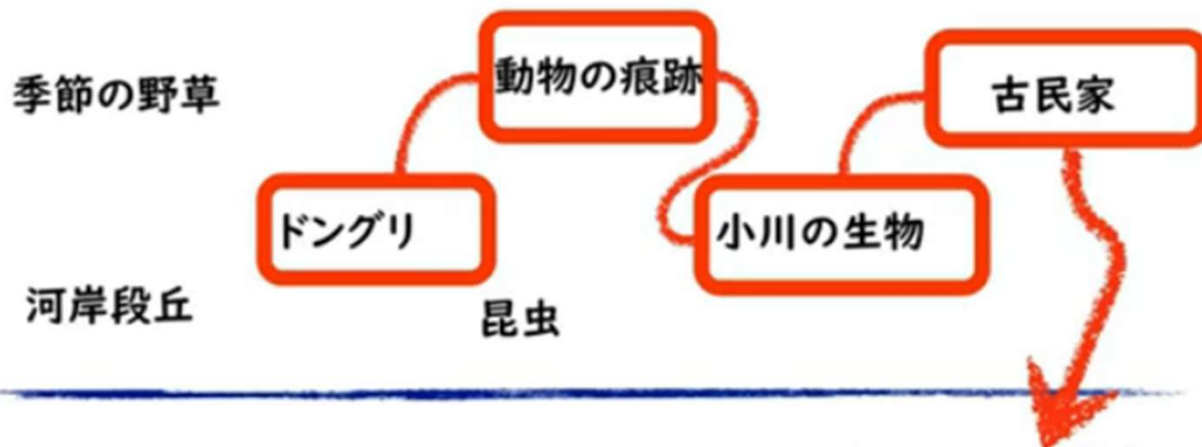 季節の野草
動物の痕跡
古民家
ドングリ
小川の生物
河岸段丘
昆虫